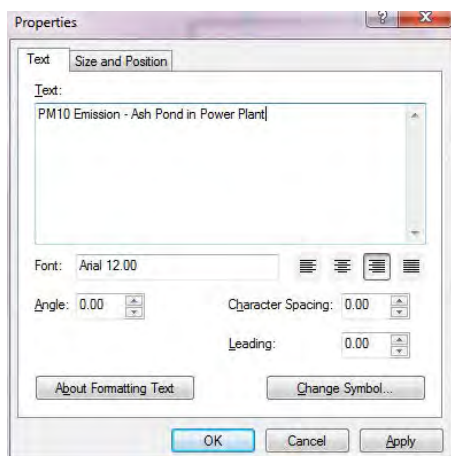 Properties
Text Size and Position
Text:
PM10 Emission - Ash Pond in Power Plant
Font: Arial 12.00
Angle: 0.00 Character Spacing: 0.00
Leading: 0.00
About Formatting Text Change Symbol...
OK Cancel Apply